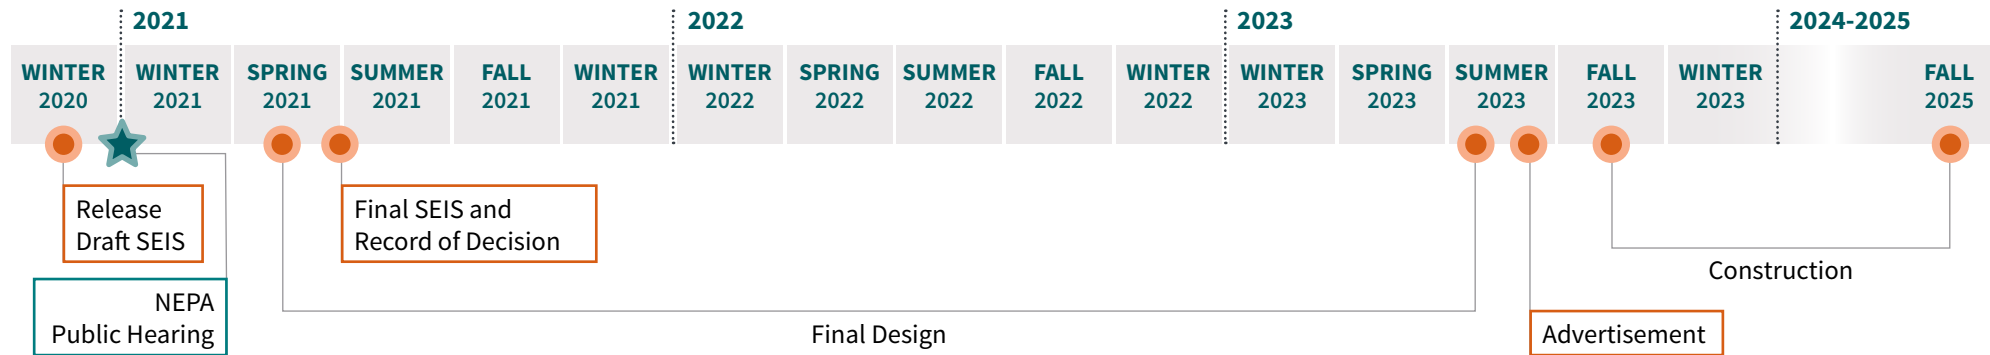 2021
2022
2023
2024-2025
WINTER
2020
WINTER
2021
SPRING
2021
SUMMER
2021
FALL
2021
WINTER
2021
WINTER
2022
SPRING
2022
SUMMER
2022
FALL
2022
WINTER
2022
WINTER
2023
SPRING
2023
SUMMER
2023
FALL
2023
WINTER
2023
FALL
2025
Release
Draft SEIS
Final SEIS and
Record of Decision
Construction
NEPA
Public Hearing
Final Design
Advertisement